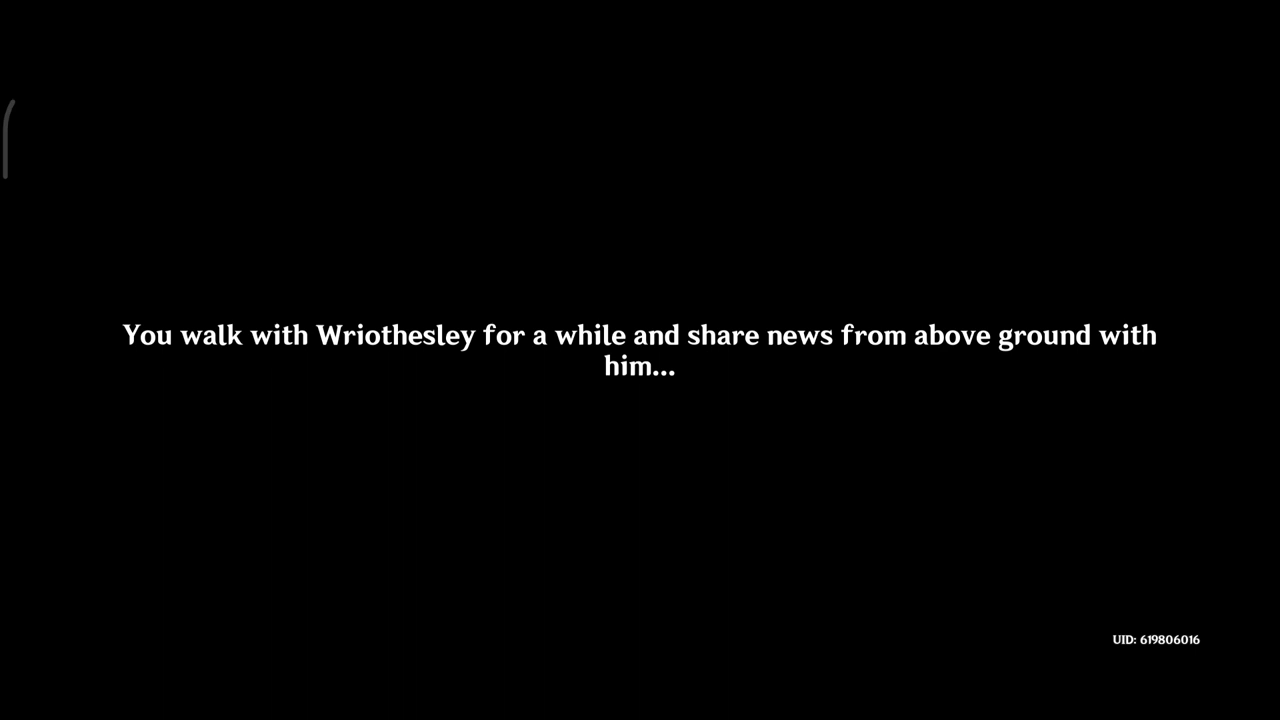 You walk with Wriothesley for a while and share news from above ground with
him...
UID: 619806016